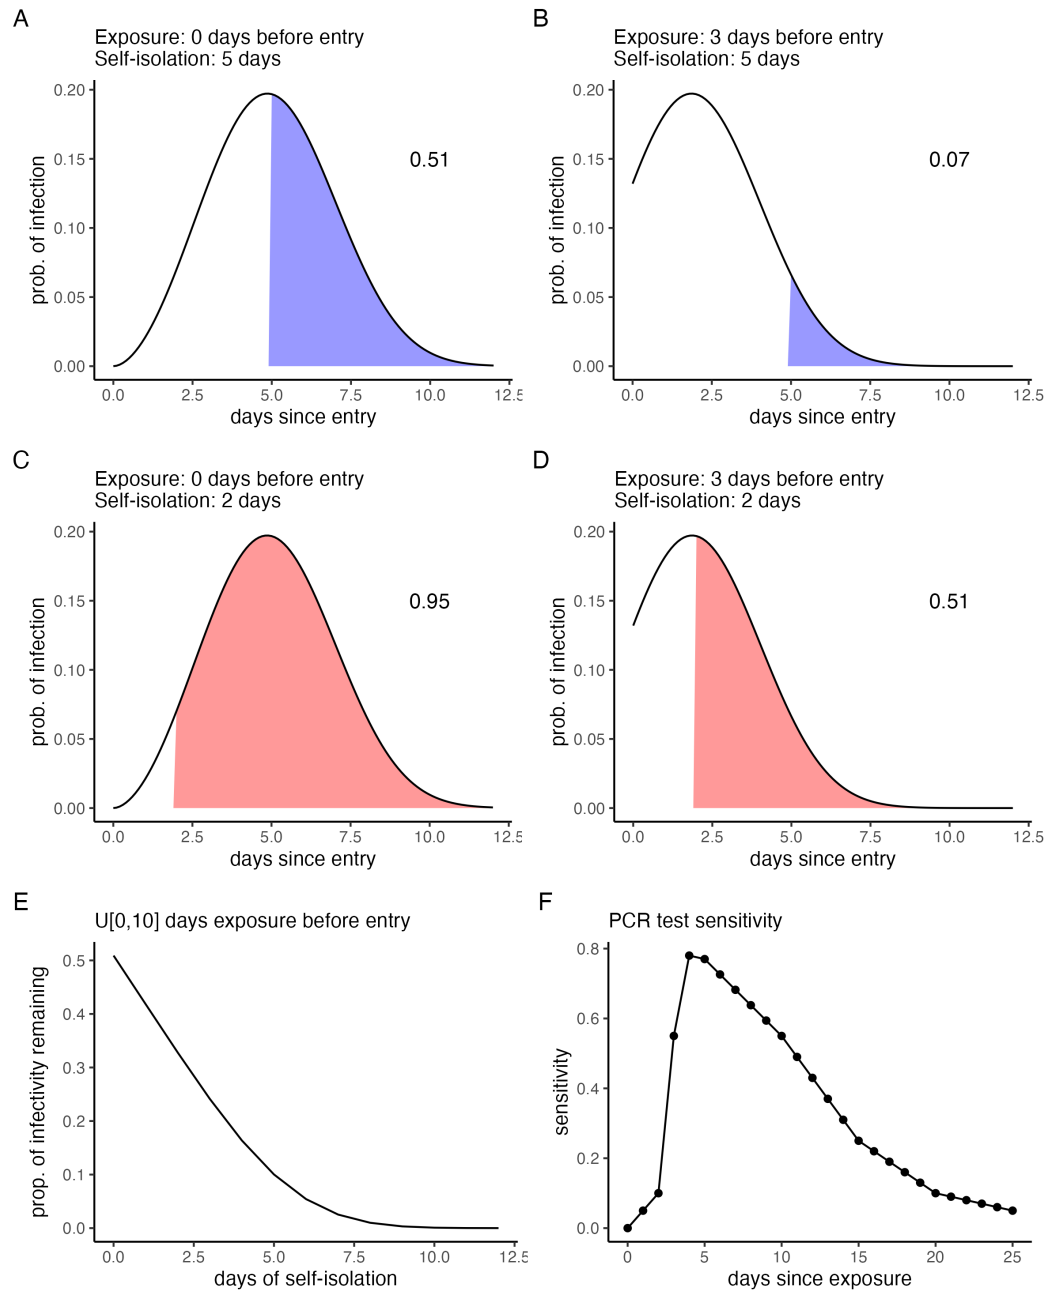 A
Exposure: 0 days before entry
Self-isolation: 5 days
prob. of infection
0.20
0.15
0.10
0.05
0.00
0.51
0.0 2.5 5.0 7.5 10.0 12.5
days since entry
B
Exposure: 3 days before entry
Self-isolation: 5 days
prob. of infection
0.20
0.15
0.10
0.05
0.00
0.07
0.0 2.5 5.0 7.5 10.0 12.5
days since entry
C
Exposure: 0 days before entry
Self-isolation: 2 days
prob. of infection
0.20
0.15
0.10
0.05
0.00
0.95
0.0 2.5 5.0 7.5 10.0 12.5
days since entry
D
Exposure: 3 days before entry
Self-isolation: 2 days
prob. of infection
0.20
0.15
0.10
0.05
0.00
0.51
0.0 2.5 5.0 7.5 10.0 12.5
days since entry
E
U[0,10] days exposure before entry
prop. of infectivity remaining
0.5
0.4
0.3
0.2
0.1
0.0
0.0 2.5 5.0 7.5 10.0 12.5
days of self-isolation
F
PCR test sensitivity
sensitivity
0.8
0.6
0.4
0.2
0.0
0 5 10 15 20 25
days since exposure